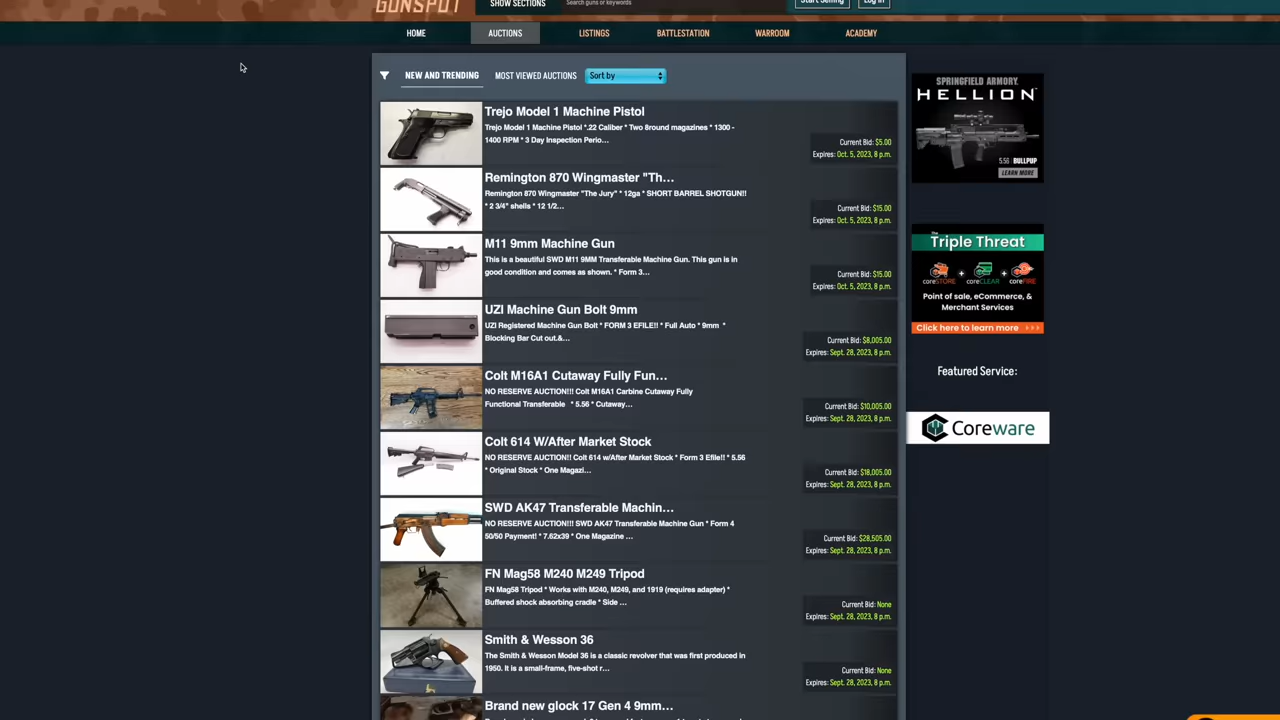 GUNSPOT
SHOW SECTIONS
Search guns or keywords
Start Selling
Log In
HOME
AUCTIONS
LISTINGS
BATTLESTATION
WARROOM
ACADEMY
NEW AND TRENDING
MOST VIEWED AUCTIONS
Sort by
Trejo Model 1 Machine Pistol
Trejo Model 1 Machine Pistol *.22 Caliber * Two 8round magazines * 1300 -
1400 RPM * 3 Day Inspection Perio...
Current Bid: $5.00
Expires: Oct. 5, 2023, 8 p.m.
Remington 870 Wingmaster "Th...
Remington 870 Wingmaster "The Jury" * 12ga * SHORT BARREL SHOTGUN!!
* 2 3/4" shells * 12 1/2...
Current Bid: $15.00
Expires: Oct. 5, 2023, 8 p.m.
M11 9mm Machine Gun
This is a beautiful SWD M11 9MM Transferable Machine Gun. This gun is in
good condition and comes as shown. * Form 3...
Current Bid: $15.00
Expires: Oct. 5, 2023, 8 p.m.
UZI Machine Gun Bolt 9mm
UZI Registered Machine Gun Bolt * FORM 3 EFILE!! * Full Auto * 9mm *
Blocking Bar Cut out.&...
Current Bid: $8,005.00
Expires: Sept. 28, 2023, 8 p.m.
Colt M16A1 Cutaway Fully Fun...
NO RESERVE AUCTION!!! Colt M16A1 Carbine Cutaway Fully
Functional Transferable * 5.56 * Cutaway...
Current Bid: $10,005.00
Expires: Sept. 28, 2023, 8 p.m.
Colt 614 W/After Market Stock
NO RESERVE AUCTION!! Colt 614 w/After Market Stock * Form 3 Efile!! * 5.56
* Original Stock * One Magazi...
Current Bid: $18,005.00
Expires: Sept. 28, 2023, 8 p.m.
SWD AK47 Transferable Machin...
NO RESERVE AUCTION!!! SWD AK47 Transferable Machine Gun * Form 4
50/50 Payment! * 7.62x39 * One Magazine ...
Current Bid: $28,505.00
Expires: Sept. 28, 2023, 8 p.m.
FN Mag58 M240 M249 Tripod
FN Mag58 Tripod * Works with M240, M249, and 1919 (requires adapter) *
Buffered shock absorbing cradle * Side ...
Current Bid: None
Expires: Sept. 28, 2023, 8 p.m.
Smith & Wesson 36
The Smith & Wesson Model 36 is a classic revolver that was first produced in
1950. It is a small-frame, five-shot r...
Current Bid: None
Expires: Sept. 28, 2023, 8 p.m.
Brand new glock 17 Gen 4 9mm...
SPRINGFIELD ARMORY.
HELLION
5.56 BULLPUP
LEARN MORE
The
Triple Threat
coreSTORE + coreCLEAR + coreFIRE
Point of sale, eCommerce, &
Merchant Services
Click here to learn more
Featured Service:
Coreware